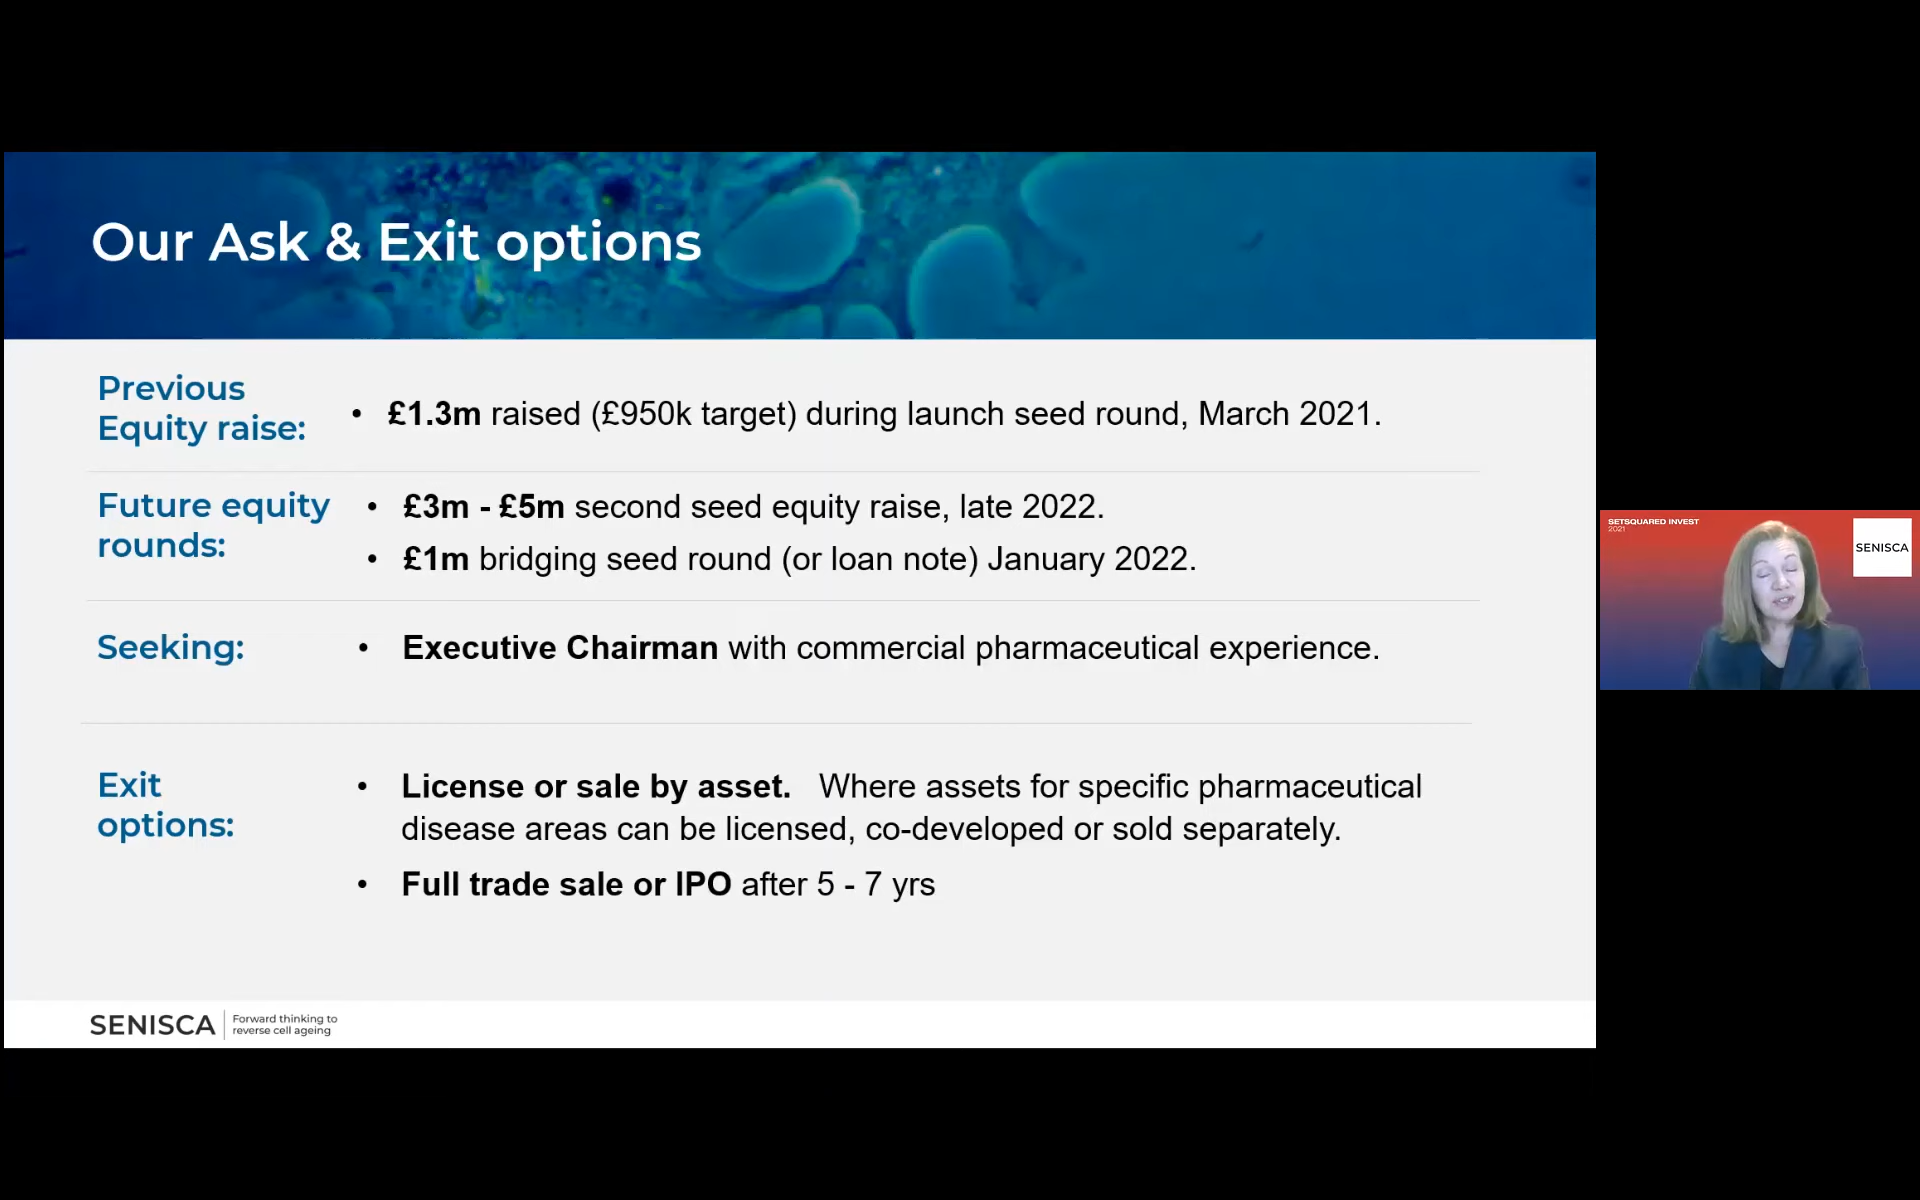 Our Ask & Exit options
Previous
Equity raise:
• £1.3m raised (£950k target) during launch seed round, March 2021.
Future equity
rounds:
• £3m - £5m second seed equity raise, late 2022.
• £1m bridging seed round (or loan note) January 2022.
Seeking:
• Executive Chairman with commercial pharmaceutical experience.
Exit
options:
• License or sale by asset. Where assets for specific pharmaceutical
disease areas can be licensed, co-developed or sold separately.
• Full trade sale or IPO after 5 - 7 yrs
SENISCA
Forward thinking to
reverse cell ageing
SETSQUARED INVEST
2021
SENISCA